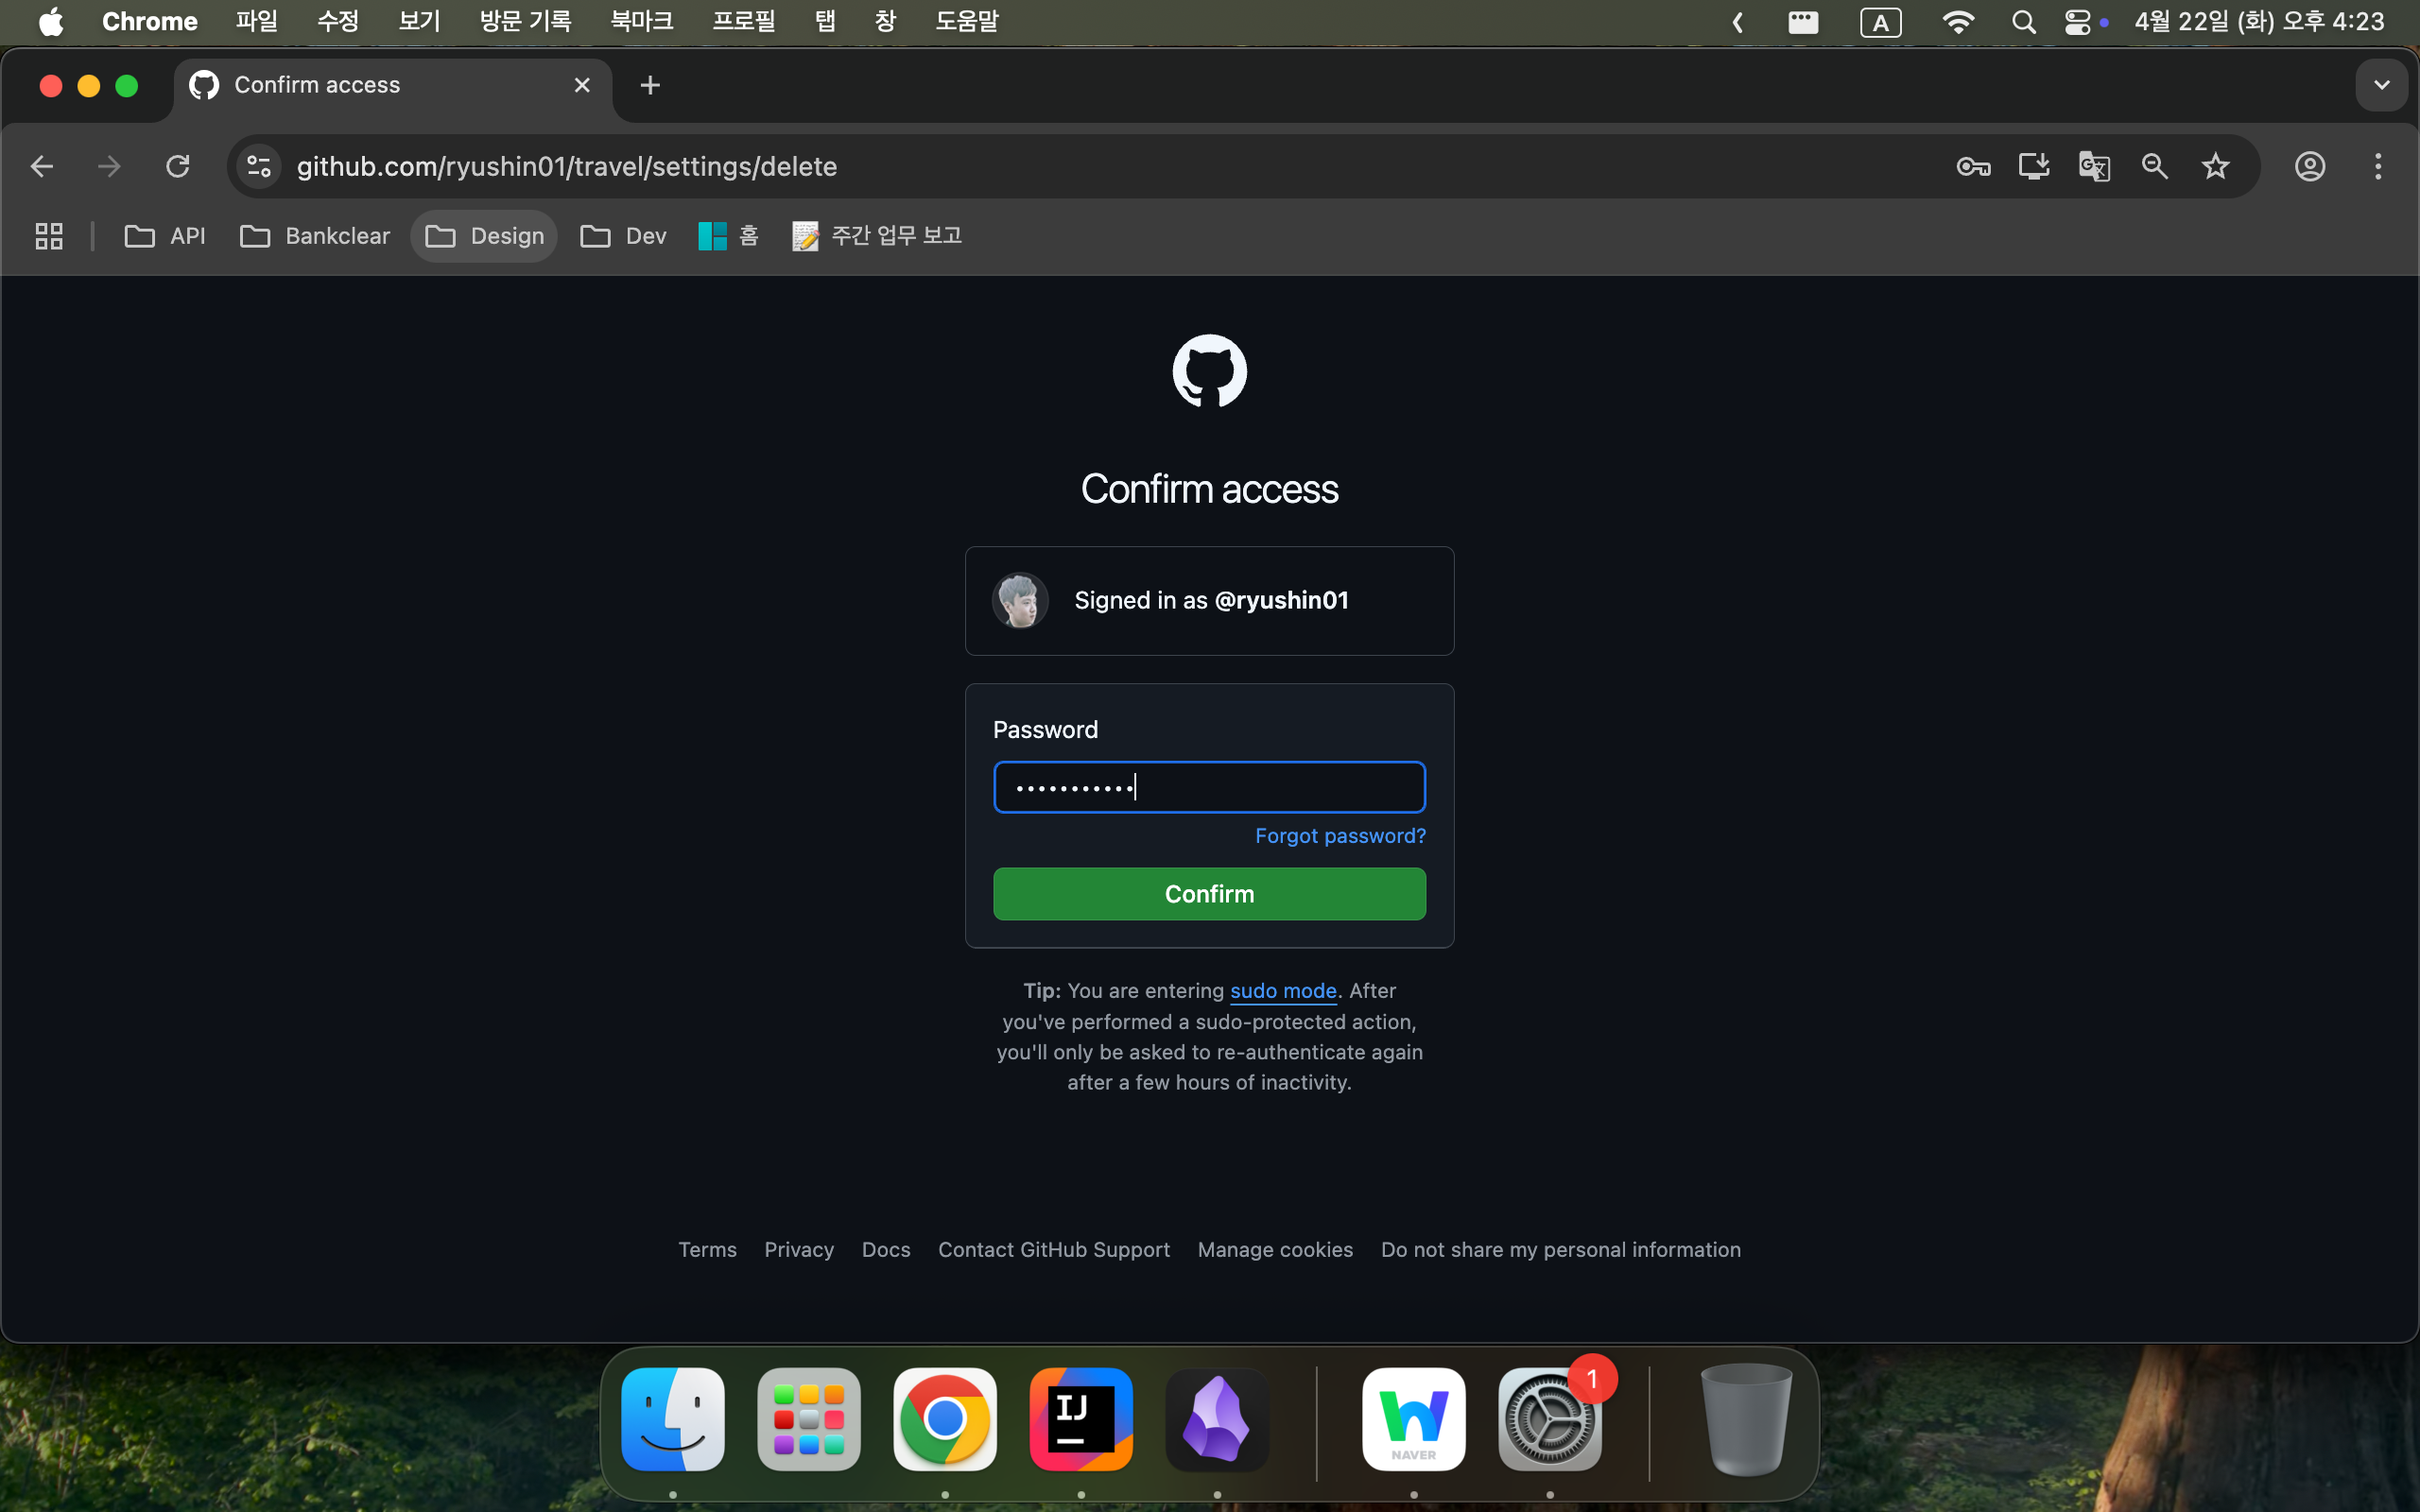 Chrome 파일 수정 보기 방문 기록 북마크 프로필 탭 창 도움말 A 4월 22일 (화) 오후 4:23
Confirm access
github.com/ryushin01/travel/settings/delete
API Bankclear Design Dev 홈 주간 업무 보고
Confirm access
Signed in as @ryushin01
Password
•••••••••••
Forgot password?
Confirm
Tip: You are entering sudo mode. After
you've performed a sudo-protected action,
you'll only be asked to re-authenticate again
after a few hours of inactivity.
Terms Privacy Docs Contact GitHub Support Manage cookies Do not share my personal information
IJ
NAVER
1